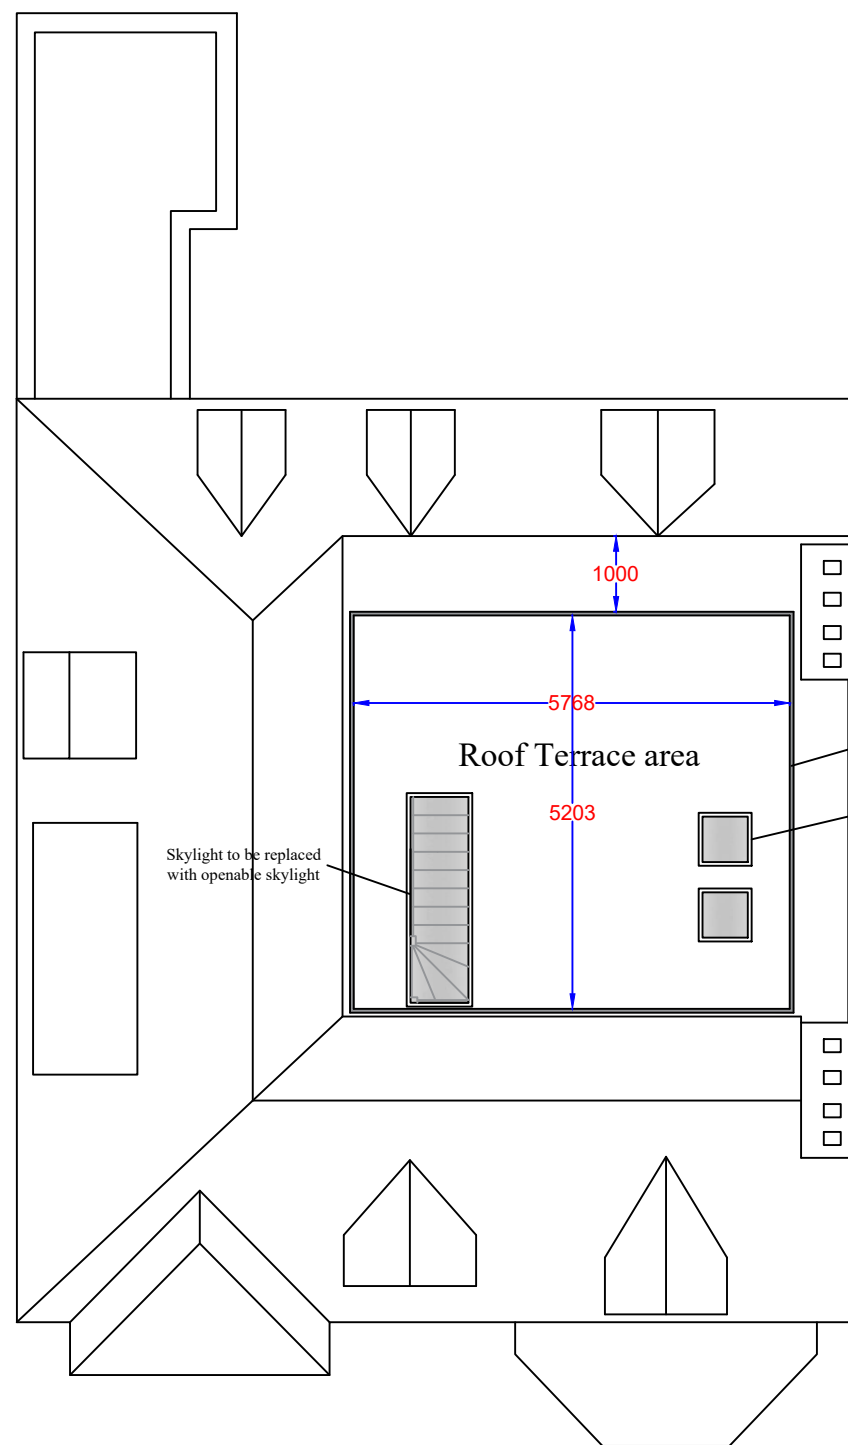 1000
5768
Roof Terrace area
5203
Skylight to be replaced
with openable skylight